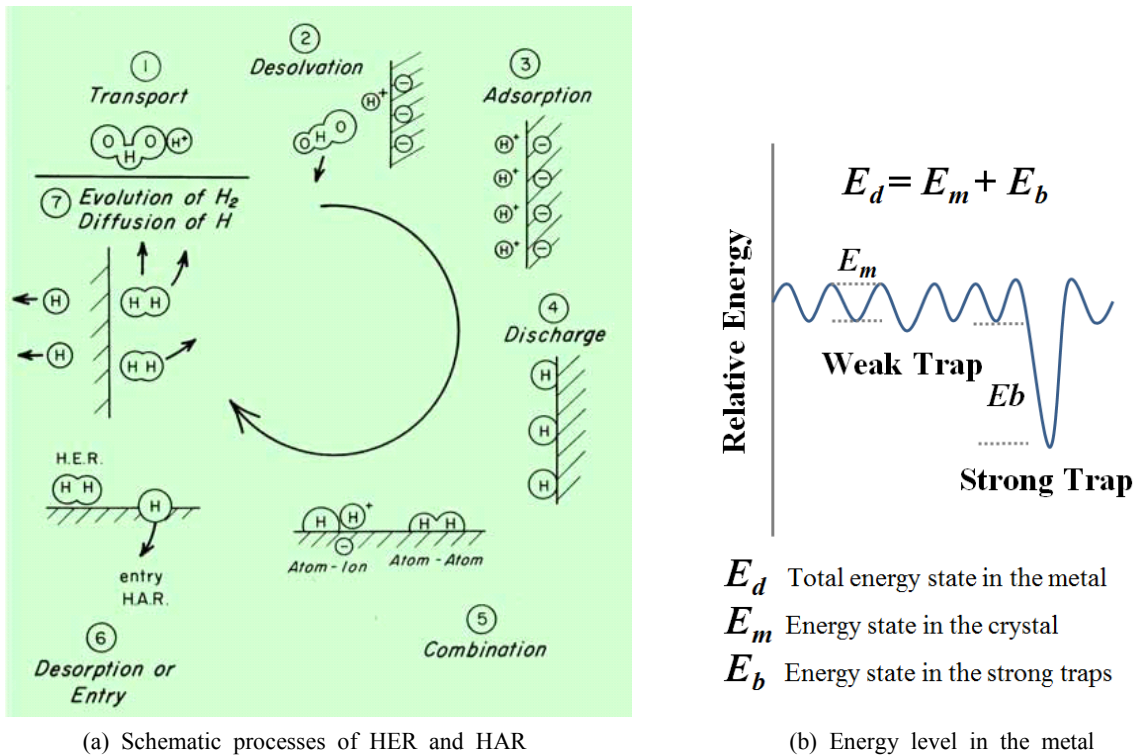 ①
Transport
O O H+
H
②
Desolvation
O H O
H+
−
−
−
③
Adsorption
H+ −
H+ −
H+ −
H+ −
④
Discharge
H
H
H
⑤
Combination
H H+
−
Atom-Ion
H H
Atom-Atom
⑥
Desorption or
Entry
H.E.R.
H H
H
entry
H.A.R.
⑦ Evolution of H2
Diffusion of H
H H H
H H H
(a) Schematic processes of HER and HAR
Ed = Em + Eb
Relative Energy
Em
Weak Trap
Eb
Strong Trap
Ed Total energy state in the metal
Em Energy state in the crystal
Eb Energy state in the strong traps
(b) Energy level in the metal